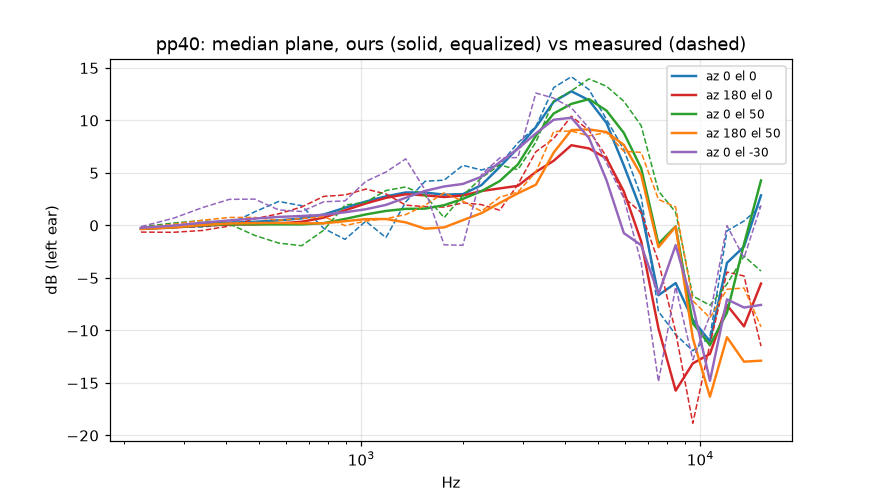 pp40: median plane, ours (solid, equalized) vs measured (dashed)
15
10
5
0
−5
−10
−15
−20
dB (left ear)
az 0 el 0
az 180 el 0
az 0 el 50
az 180 el 50
az 0 el -30
10³
10⁴
Hz